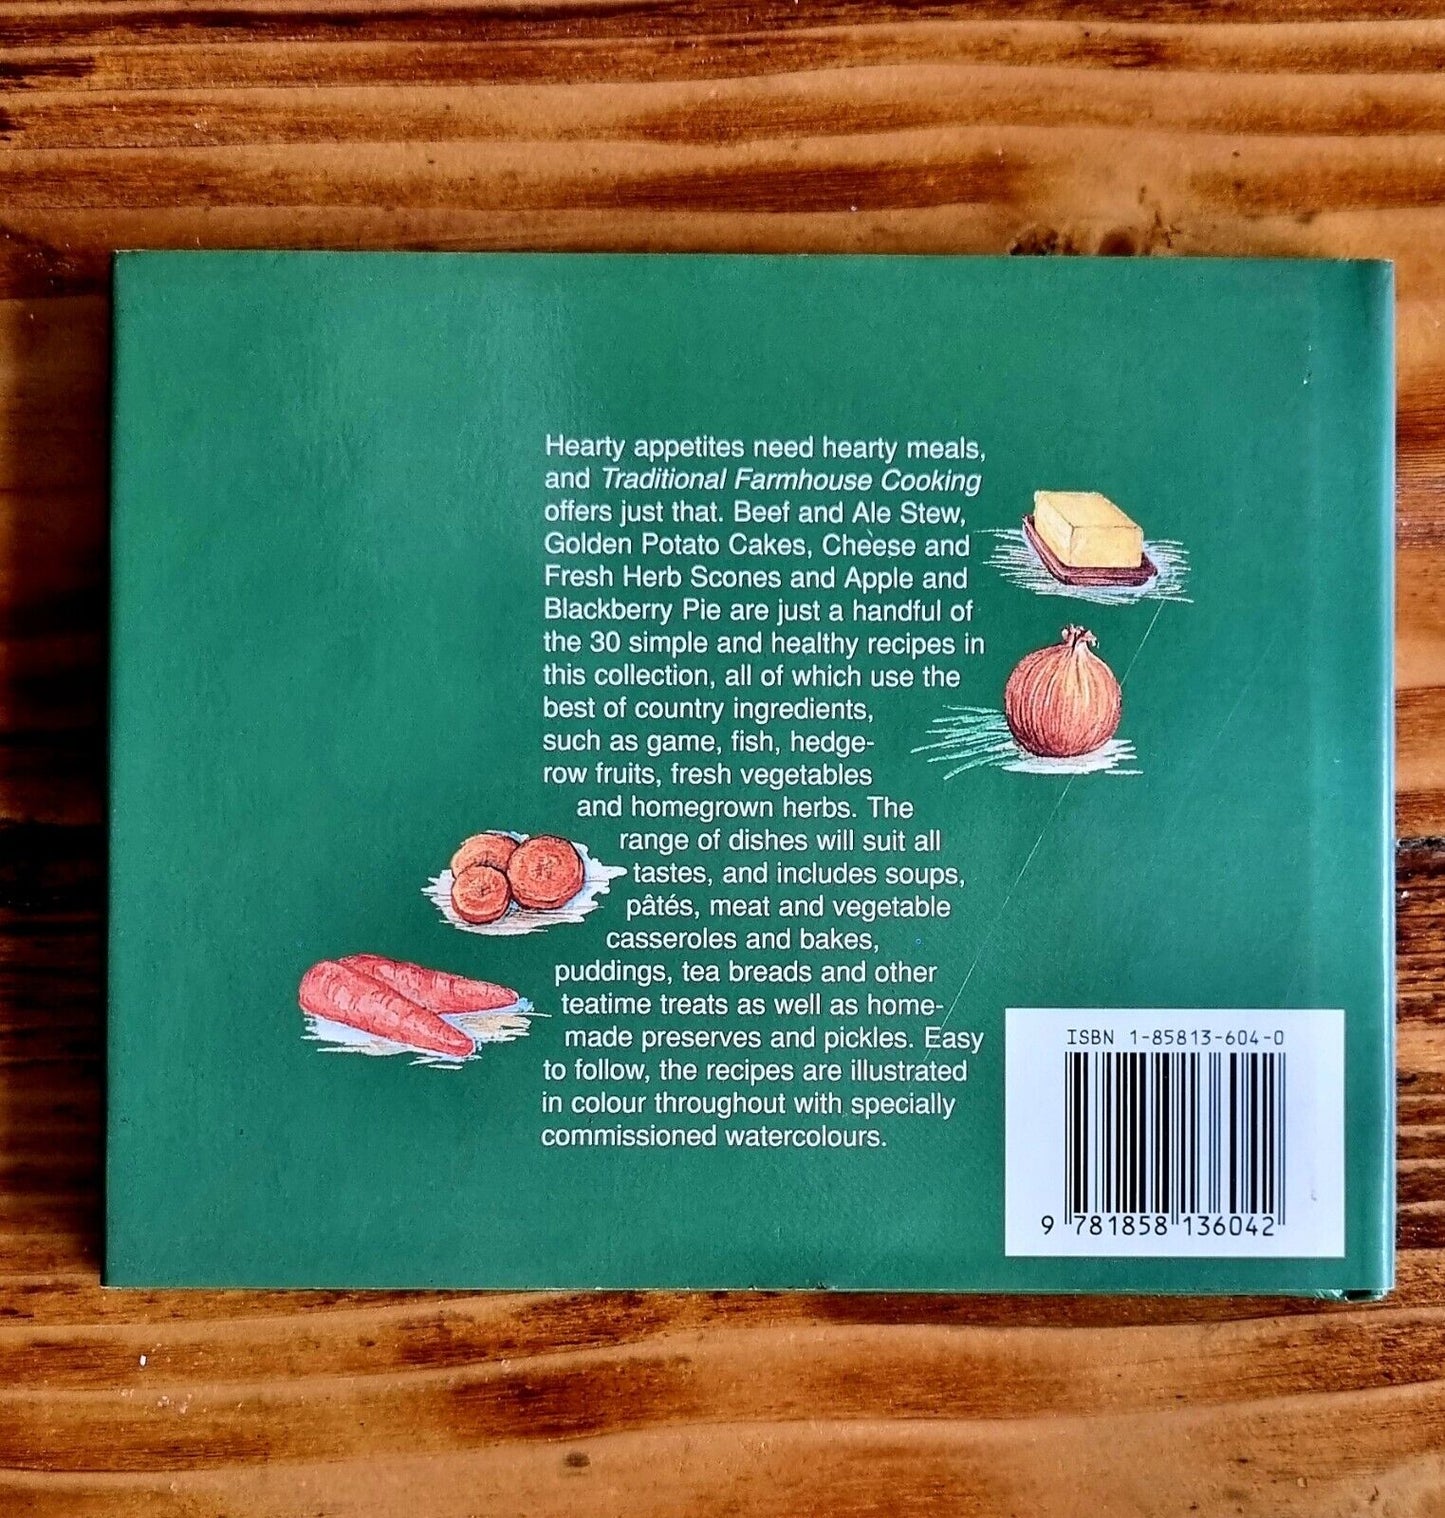 Hearty appetites need hearty meals,
and Traditional Farmhouse Cooking
offers just that. Beef and Ale Stew,
Golden Potato Cakes, Cheese and
Fresh Herb Scones and Apple and
Blackberry Pie are just a handful of
the 30 simple and healthy recipes in
this collection, all of which use the
best of country ingredients,
such as game, fish, hedge-
row fruits, fresh vegetables
and homegrown herbs. The
range of dishes will suit all
tastes, and includes soups,
pâtés, meat and vegetable
casseroles and bakes,
puddings, tea breads and other
teatime treats as well as home-
made preserves and pickles. Easy
to follow, the recipes are illustrated
in colour throughout with specially
commissioned watercolours.
ISBN 1-85813-604-0
9 781858 136042